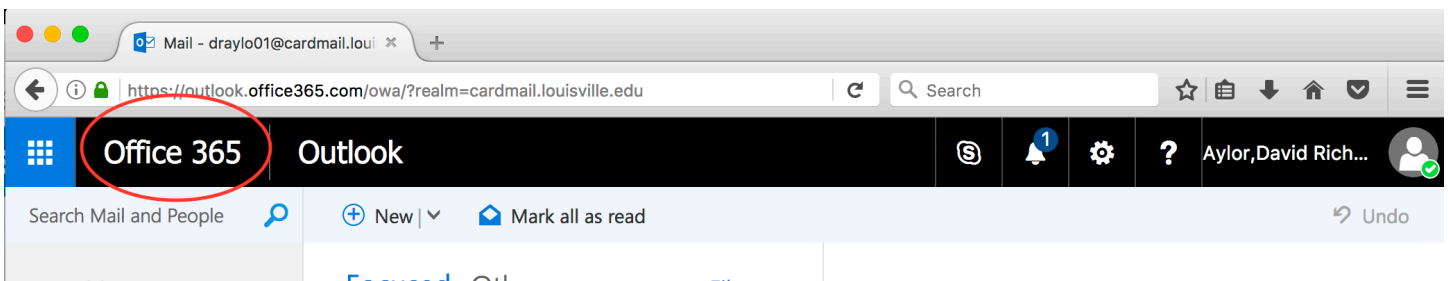 Mail - draylo01@cardmail.loui
https://outlook.office365.com/owa/?realm=cardmail.louisville.edu
Search
Office 365
Outlook
1
?
Aylor,David Rich...
Search Mail and People
New
Mark all as read
Undo
Focused